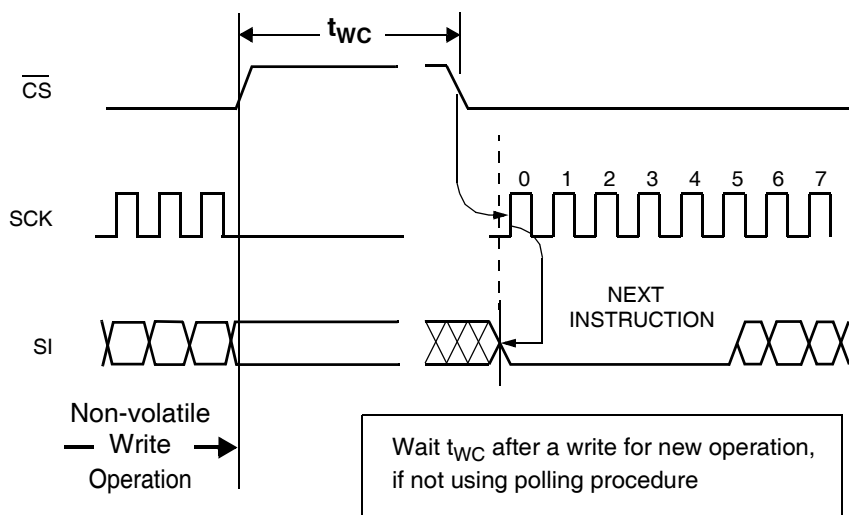 tWC
CS
0 1 2 3 4 5 6 7
SCK
NEXT
INSTRUCTION
SI
Non-volatile
Write
Operation
Wait tWC after a write for new operation,
if not using polling procedure